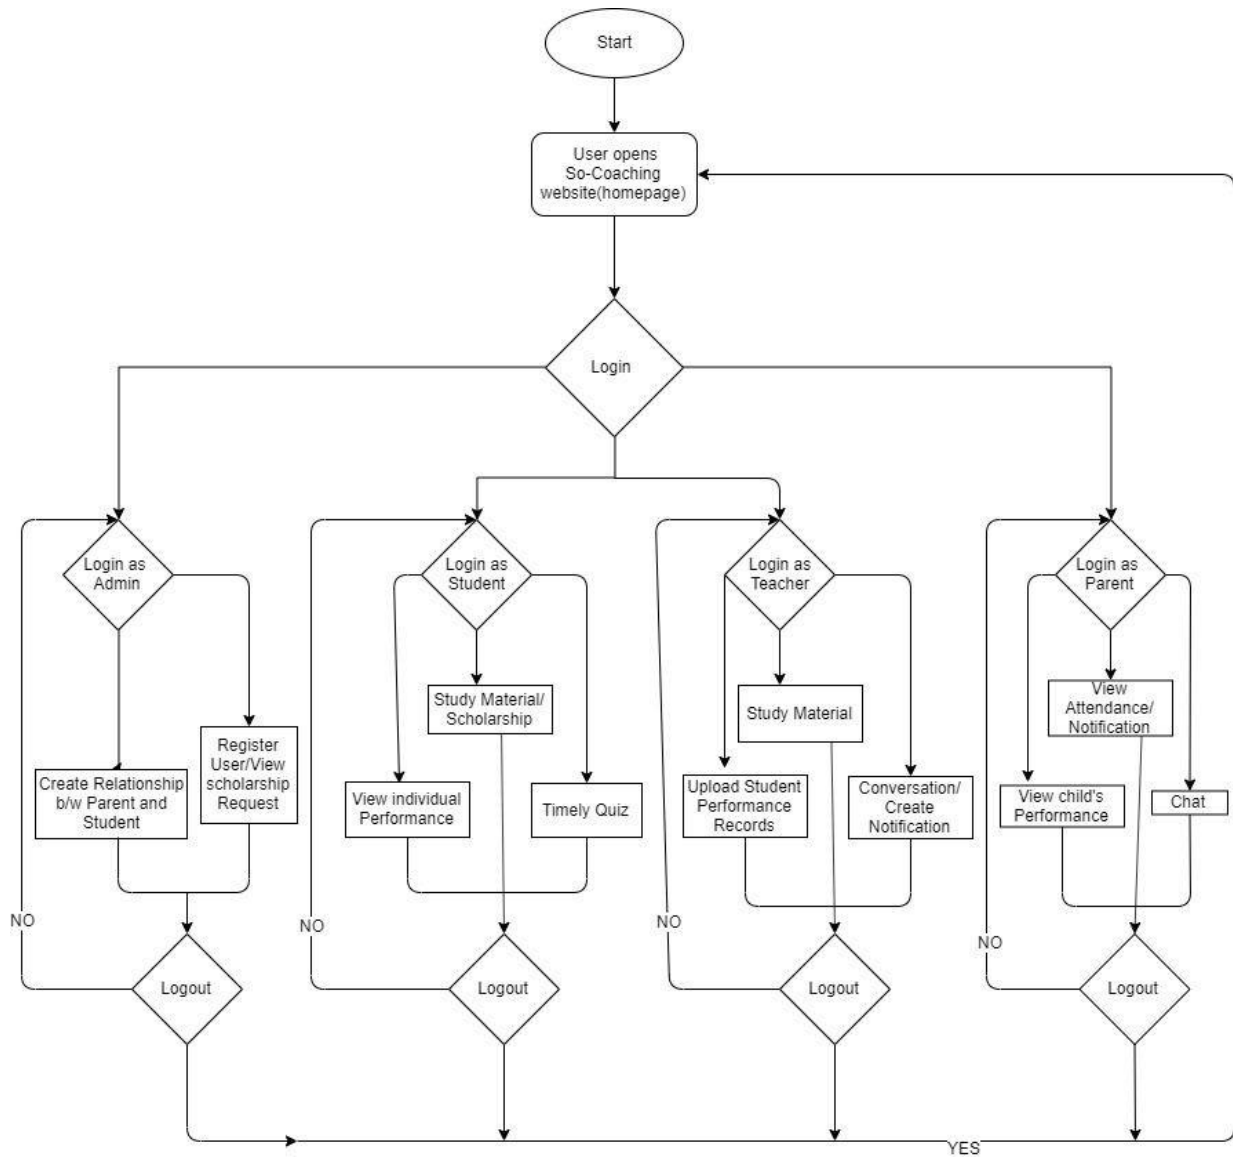 Start
User opens
So-Coaching
website(homepage)
Login
Login as
Admin
Login as
Student
Login as
Teacher
Login as
Parent
Study Material/
Scholarship
Study Material
View
Attendance/
Notification
Register
User/View
scholarship
Request
Create Relationship
b/w Parent and
Student
View individual
Performance
Timely Quiz
Upload Student
Performance
Records
Conversation/
Create
Notification
View child's
Performance
Chat
NO
NO
NO
NO
Logout
Logout
Logout
Logout
YES